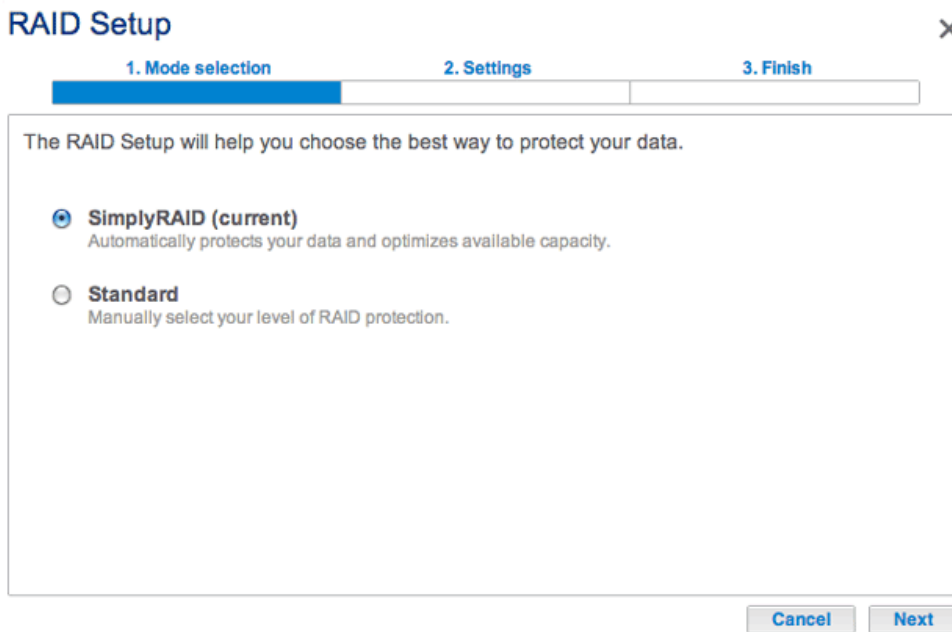 RAID Setup
1. Mode selection 2. Settings 3. Finish
The RAID Setup will help you choose the best way to protect your data.
SimplyRAID (current)
Automatically protects your data and optimizes available capacity.
Standard
Manually select your level of RAID protection.
Cancel Next